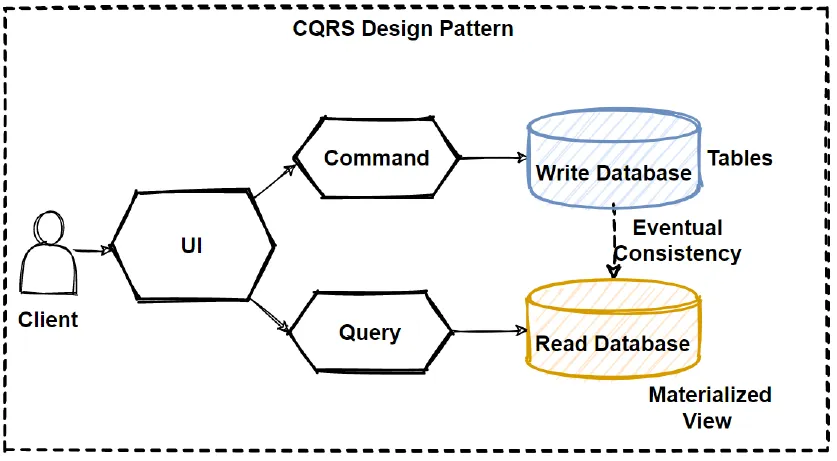 CQRS Design Pattern
Command
Write Database
Tables
UI
Eventual
Consistency
Client
Query
Read Database
Materialized
View